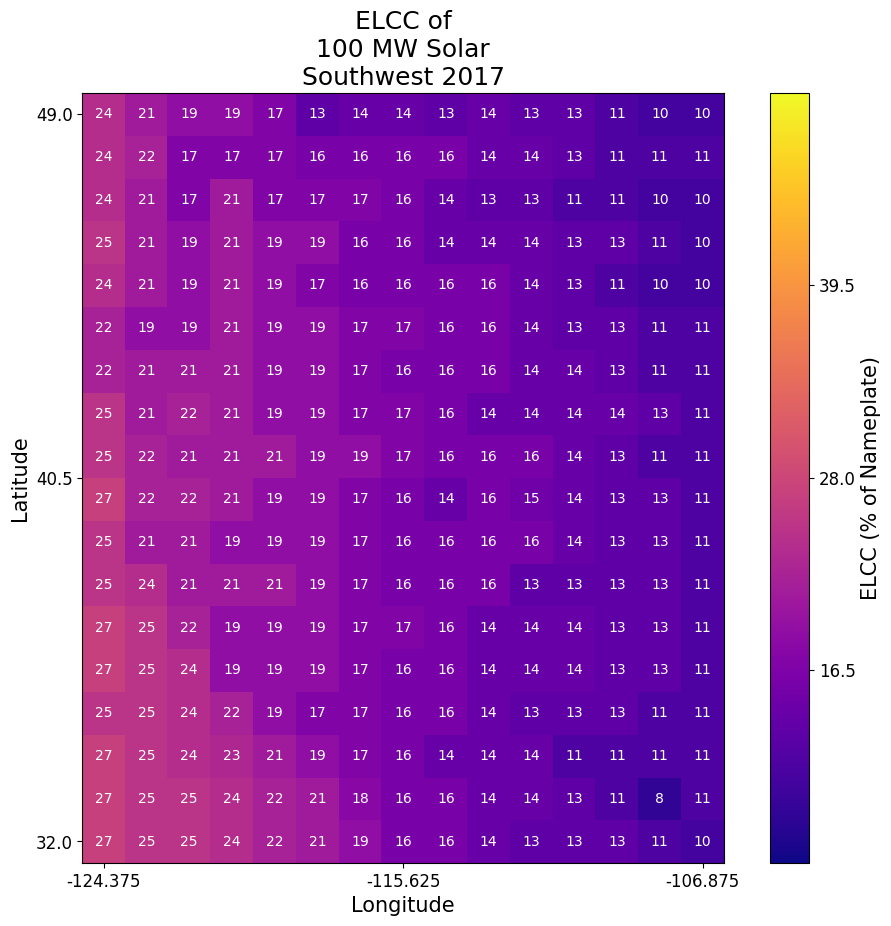 ELCC of
100 MW Solar
Southwest 2017
49.0 24 21 19 19 17 13 14 14 13 14 13 13 11 10 10
24 22 17 17 17 16 16 16 16 14 14 13 11 11 11
24 21 17 21 17 17 17 16 14 13 13 11 11 10 10
25 21 19 21 19 19 16 16 14 14 14 13 13 11 10
24 21 19 21 19 17 16 16 16 16 14 13 11 10 10
22 19 19 21 19 19 17 17 16 16 14 13 13 11 11
22 21 21 21 19 19 17 16 16 16 14 14 13 11 11
25 21 22 21 19 19 17 17 16 14 14 14 14 13 11
25 22 21 21 21 19 19 17 16 16 16 14 13 11 11
40.5
27 22 22 21 19 19 17 16 14 16 15 14 13 13 11
25 21 21 19 19 19 17 16 16 16 16 14 13 13 11
25 24 21 21 21 19 17 16 16 16 13 13 13 13 11
27 25 22 19 19 19 17 17 16 14 14 14 13 13 11
27 25 24 19 19 19 17 16 16 14 14 14 13 13 11
25 25 24 22 19 17 17 16 16 14 13 13 13 11 11
27 25 24 23 21 19 17 16 14 14 14 11 11 11 11
27 25 25 24 22 21 18 16 16 14 14 13 11 8 11
32.0 27 25 25 24 22 21 19 16 16 14 13 13 13 11 10
-124.375 -115.625 -106.875
Longitude
Latitude
39.5
28.0
16.5
ELCC (% of Nameplate)